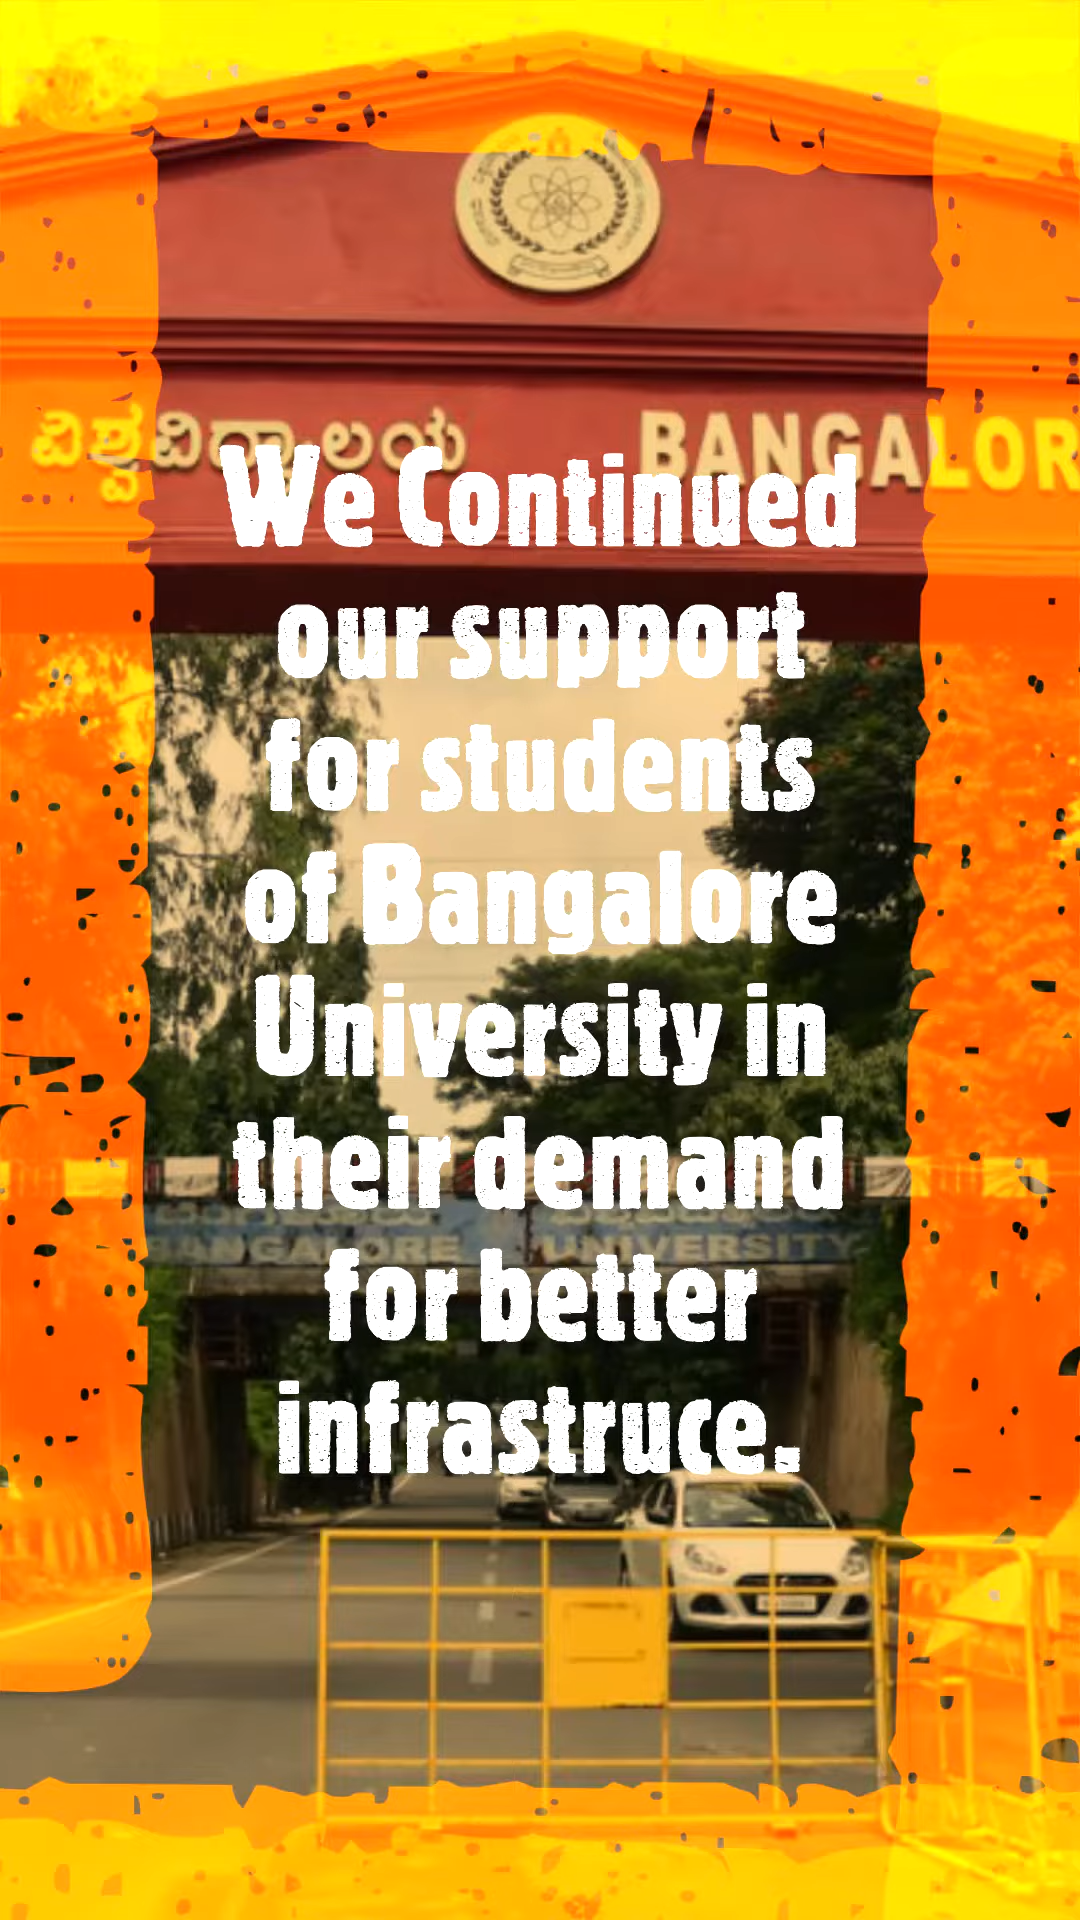 ವಿಶ್ವವಿದ್ಯಾಲಯ BANGALOR
We Continued
our support
for students
of Bangalore
University in
their demand
for better
infrastruce.
BANGALORE UNIVERSITY